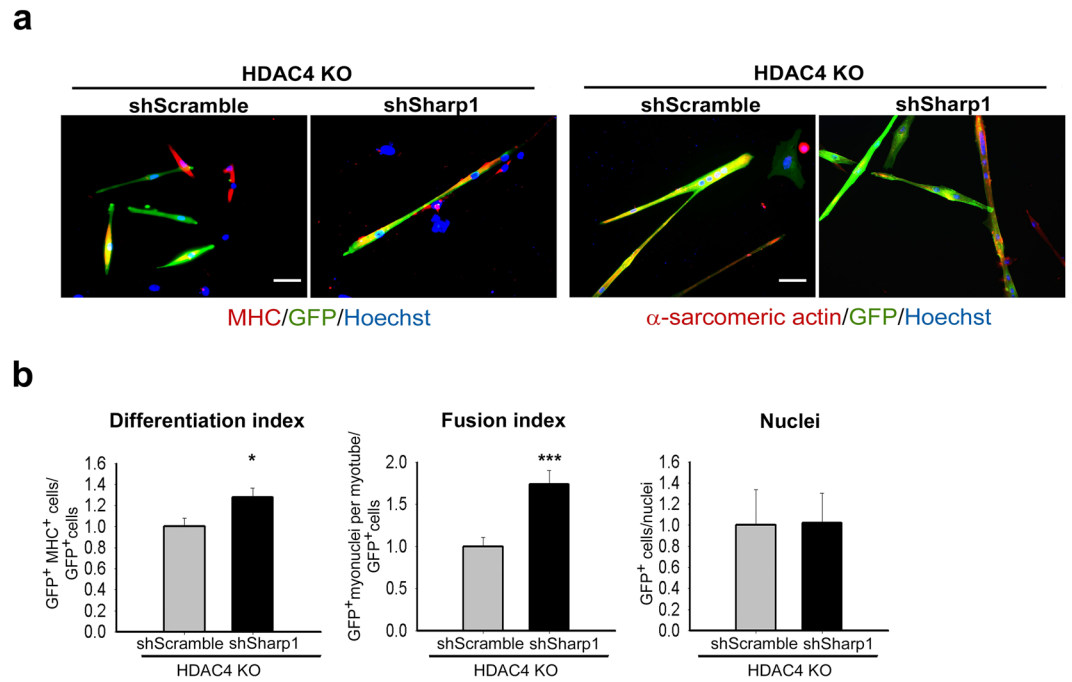 a
HDAC4 KO
shScramble
shSharp1
MHC/GFP/Hoechst
HDAC4 KO
shScramble
shSharp1
α-sarcomeric actin/GFP/Hoechst
b
Differentiation index
GFP⁺ MHC⁺ cells/
GFP⁺cells
1.6
1.4
1.2
1.0
0.8
0.6
0.4
0.2
0.0
*
shScramble shSharp1
HDAC4 KO
Fusion index
GFP⁺myonuclei per myotube/
GFP⁺cells
2.0
1.5
1.0
0.5
0.0
***
shScramble shSharp1
HDAC4 KO
Nuclei
GFP⁺ cells/nuclei
1.6
1.4
1.2
1.0
0.8
0.6
0.4
0.2
0.0
shScramble shSharp1
HDAC4 KO